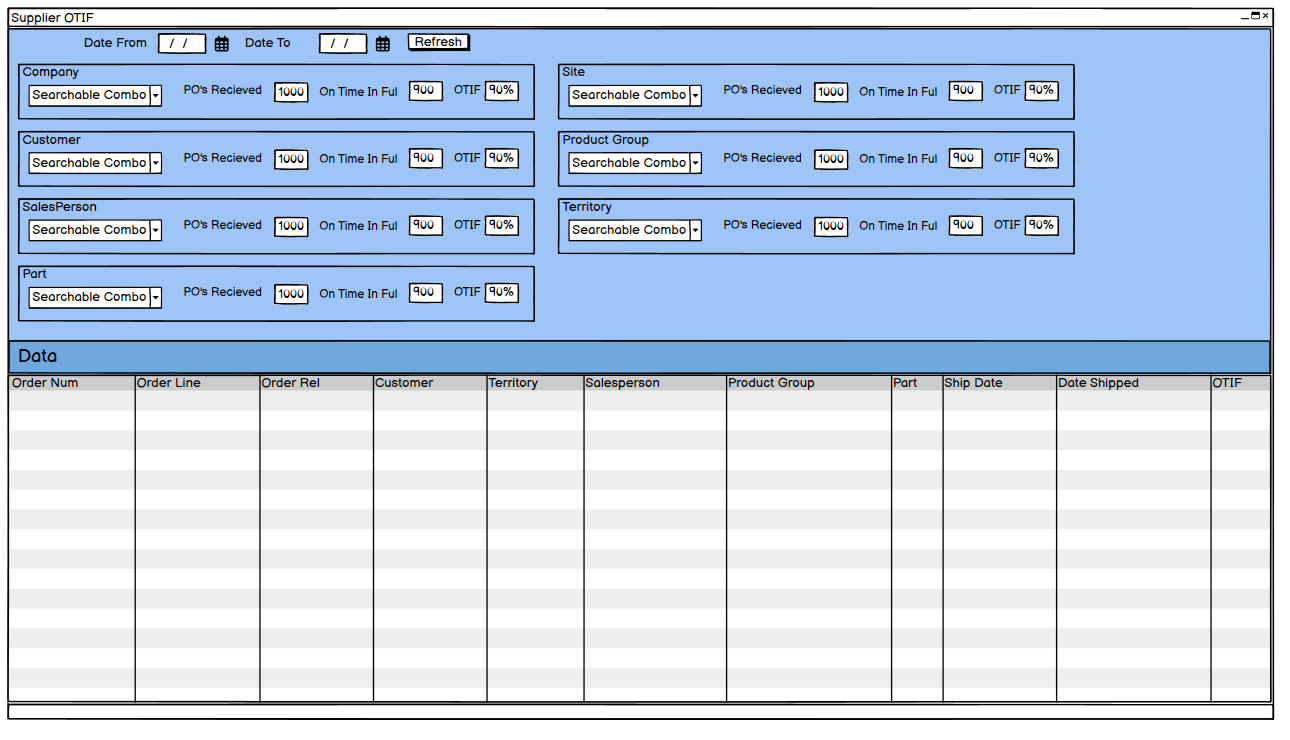 Supplier OTIF
Date From / / Date To / / Refresh
Company
Searchable Combo PO's Recieved 1000 On Time In Ful 900 OTIF 90%
Site
Searchable Combo PO's Recieved 1000 On Time In Ful 900 OTIF 90%
Customer
Searchable Combo PO's Recieved 1000 On Time In Ful 900 OTIF 90%
Product Group
Searchable Combo PO's Recieved 1000 On Time In Ful 900 OTIF 90%
SalesPerson
Searchable Combo PO's Recieved 1000 On Time In Ful 900 OTIF 90%
Territory
Searchable Combo PO's Recieved 1000 On Time In Ful 900 OTIF 90%
Part
Searchable Combo PO's Recieved 1000 On Time In Ful 900 OTIF 90%
Data
Order Num Order Line Order Rel Customer Territory Salesperson Product Group Part Ship Date Date Shipped OTIF